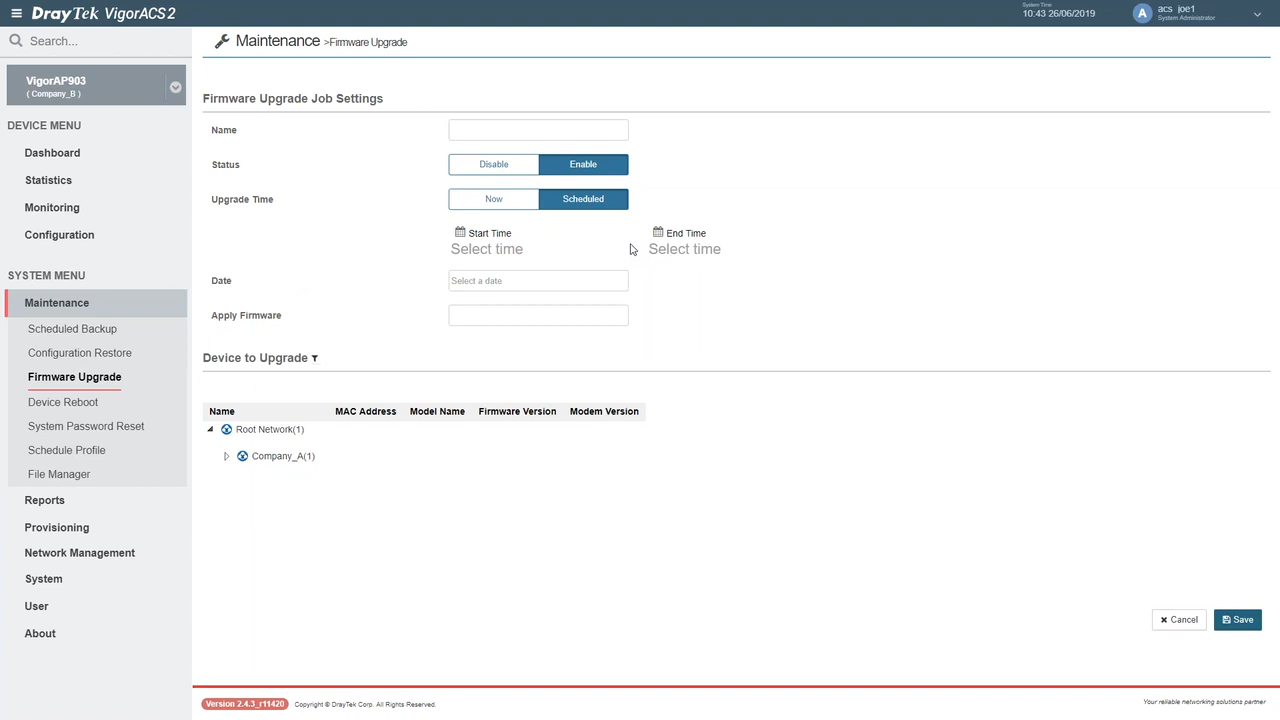 DrayTek VigorACS 2
System Time
10:43 26/06/2019
A
acs_joe1
System Administrator
Search...
VigorAP903
( Company_B )
DEVICE MENU
Dashboard
Statistics
Monitoring
Configuration
SYSTEM MENU
Maintenance
Scheduled Backup
Configuration Restore
Firmware Upgrade
Device Reboot
System Password Reset
Schedule Profile
File Manager
Reports
Provisioning
Network Management
System
User
About
Maintenance >Firmware Upgrade
Firmware Upgrade Job Settings
Name
Status Disable Enable
Upgrade Time Now Scheduled
Start Time End Time
Select time Select time
Date Select a date
Apply Firmware
Device to Upgrade
Name MAC Address Model Name Firmware Version Modem Version
Root Network(1)
Company_A(1)
Cancel Save
Version 2.4.3_r11420 Copyright © DrayTek Corp. All Rights Reserved.
Your reliable networking solutions partner